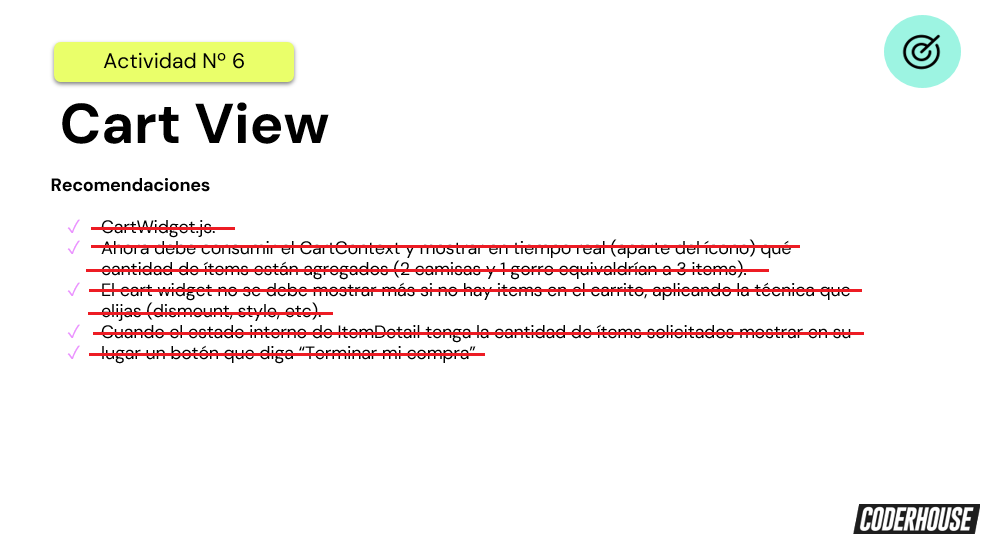 Actividad Nº 6
Cart View
Recomendaciones
✓ CartWidget.js.
✓ Ahora debe consumir el CartContext y mostrar en tiempo real (aparte del ícono) qué
cantidad de ítems están agregados (2 camisas y 1 gorro equivaldrían a 3 items).
✓ El cart widget no se debe mostrar más si no hay items en el carrito, aplicando la técnica que
elijas (dismount, style, etc).
✓ Cuando el estado interno de ItemDetail tenga la cantidad de ítems solicitados mostrar en su
✓ lugar un botón que diga “Terminar mi compra”
CODERHOUSE